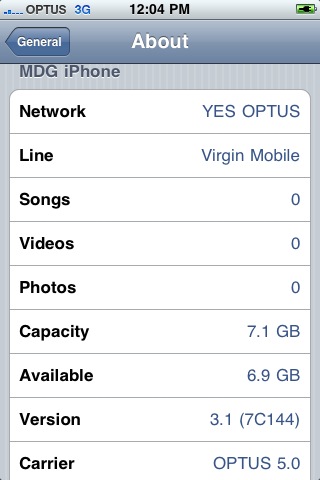 OPTUS 3G 12:04 PM
General About
MDG iPhone
Network YES OPTUS
Line Virgin Mobile
Songs 0
Videos 0
Photos 0
Capacity 7.1 GB
Available 6.9 GB
Version 3.1 (7C144)
Carrier OPTUS 5.0